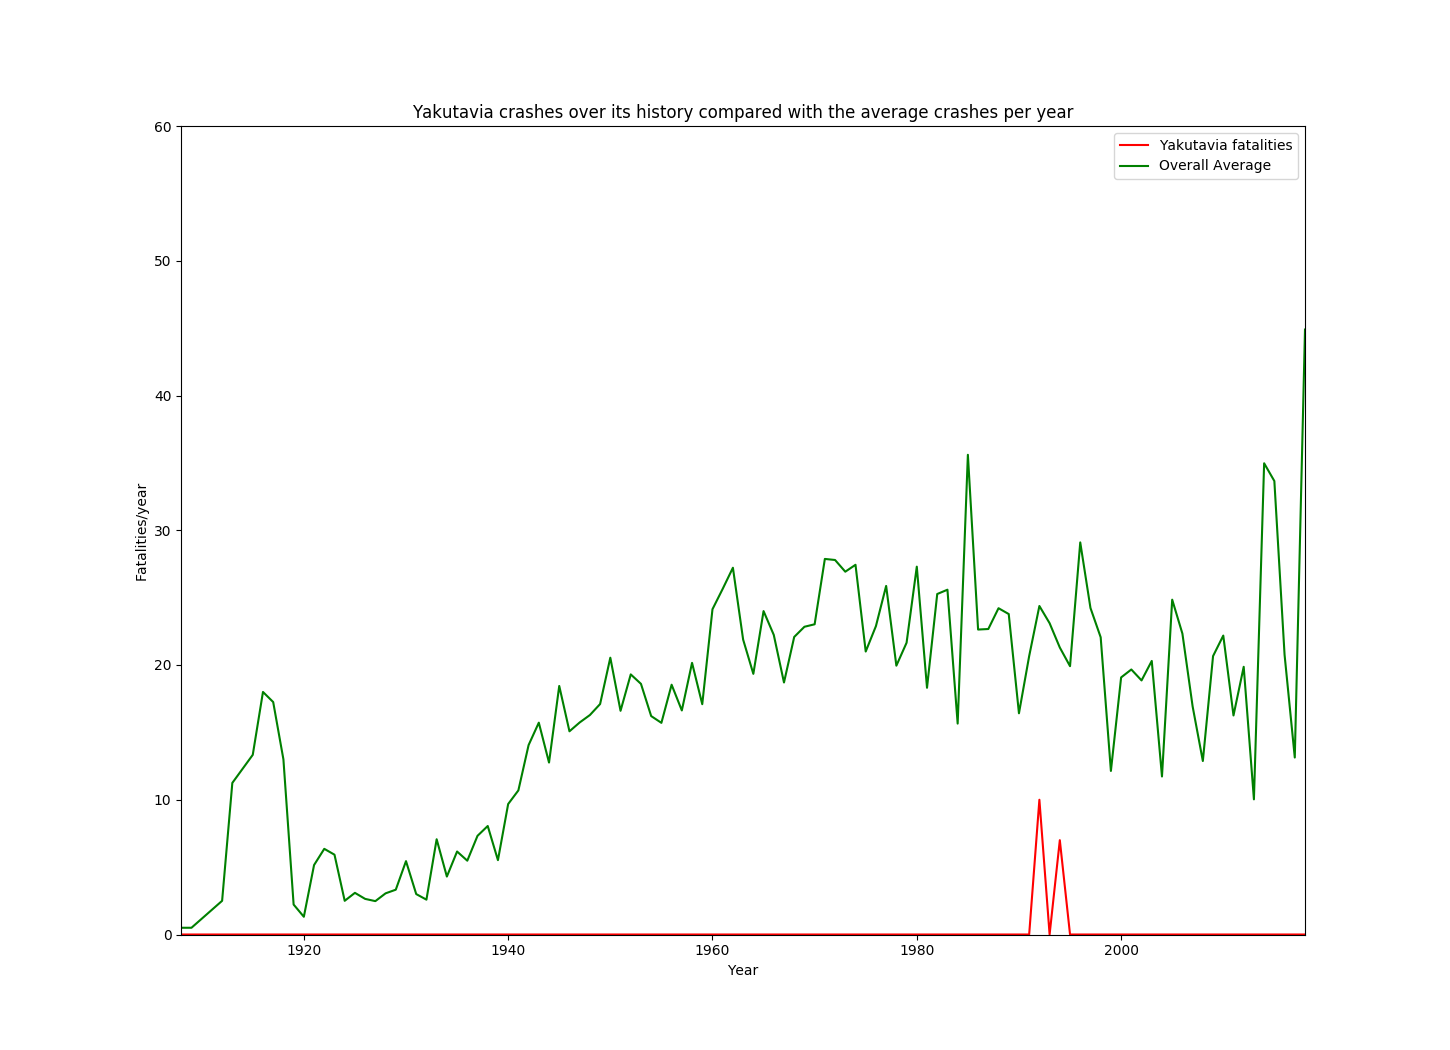 Yakutavia crashes over its history compared with the average crashes per year
Yakutavia fatalities
Overall Average
60
50
40
30
20
10
0
Fatalities/year
1920 1940 1960 1980 2000
Year